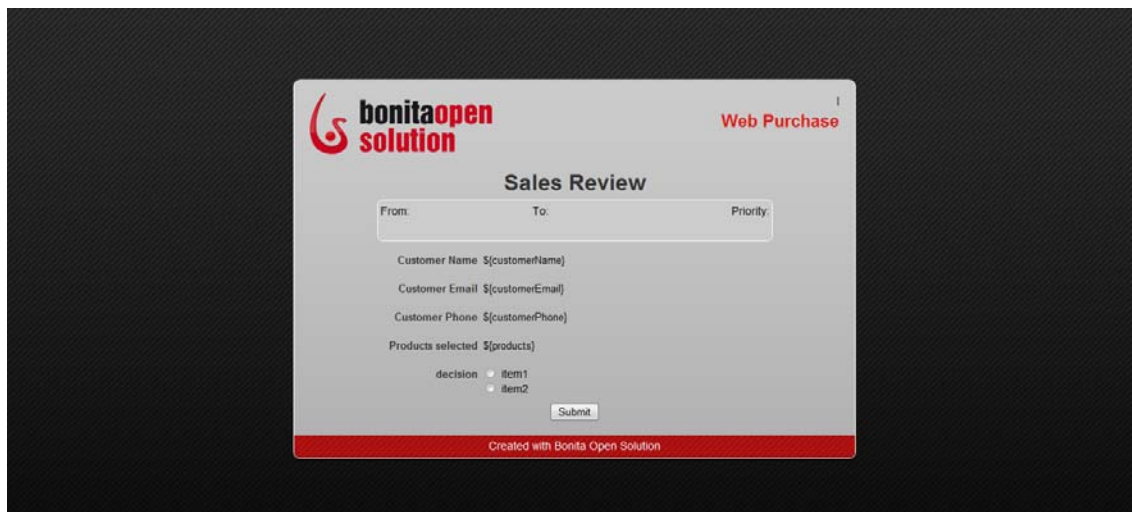 bonitaopen
solution
Web Purchase
Sales Review
From: To: Priority:
Customer Name ${customerName}
Customer Email ${customerEmail}
Customer Phone ${customerPhone}
Products selected ${products}
decision item1
item2
Submit
Created with Bonita Open Solution